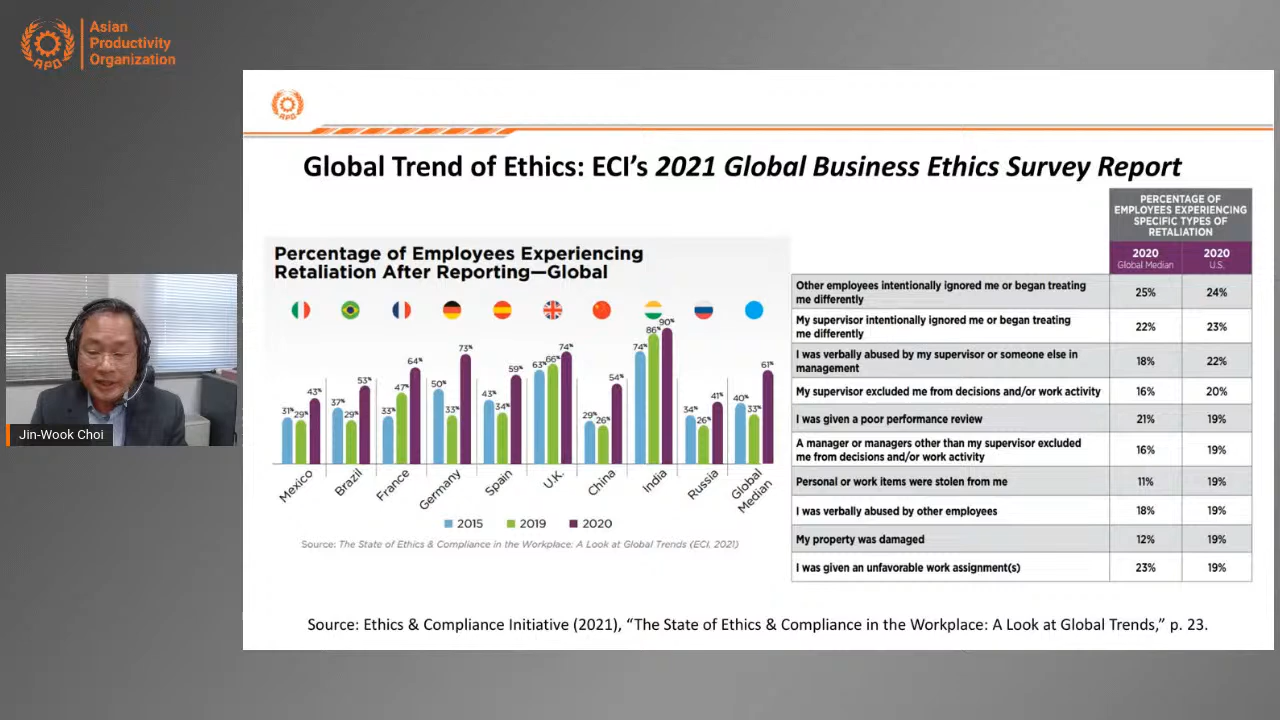 Asian
Productivity
Organization
APO
APO
Global Trend of Ethics: ECI’s 2021 Global Business Ethics Survey Report
Percentage of Employees Experiencing
Retaliation After Reporting—Global
31% 29% 43%
37% 29% 53%
33% 47% 64%
50% 33% 73%
43% 34% 59%
63% 66% 74%
29% 26% 54%
74% 86% 90%
34% 26% 41%
40% 33% 61%
Mexico
Brazil
France
Germany
Spain
U.K.
China
India
Russia
Global
Median
2015 2019 2020
Source: The State of Ethics & Compliance in the Workplace: A Look at Global Trends (ECI, 2021)
PERCENTAGE OF
EMPLOYEES EXPERIENCING
SPECIFIC TYPES OF
RETALIATION
2020 2020
Global Median U.S.
Other employees intentionally ignored me or began treating
me differently 25% 24%
My supervisor intentionally ignored me or began treating
me differently 22% 23%
I was verbally abused by my supervisor or someone else in
management 18% 22%
My supervisor excluded me from decisions and/or work activity 16% 20%
I was given a poor performance review 21% 19%
A manager or managers other than my supervisor excluded
me from decisions and/or work activity 16% 19%
Personal or work items were stolen from me 11% 19%
I was verbally abused by other employees 18% 19%
My property was damaged 12% 19%
I was given an unfavorable work assignment(s) 23% 19%
Source: Ethics & Compliance Initiative (2021), “The State of Ethics & Compliance in the Workplace: A Look at Global Trends,” p. 23.
Jin-Wook Choi